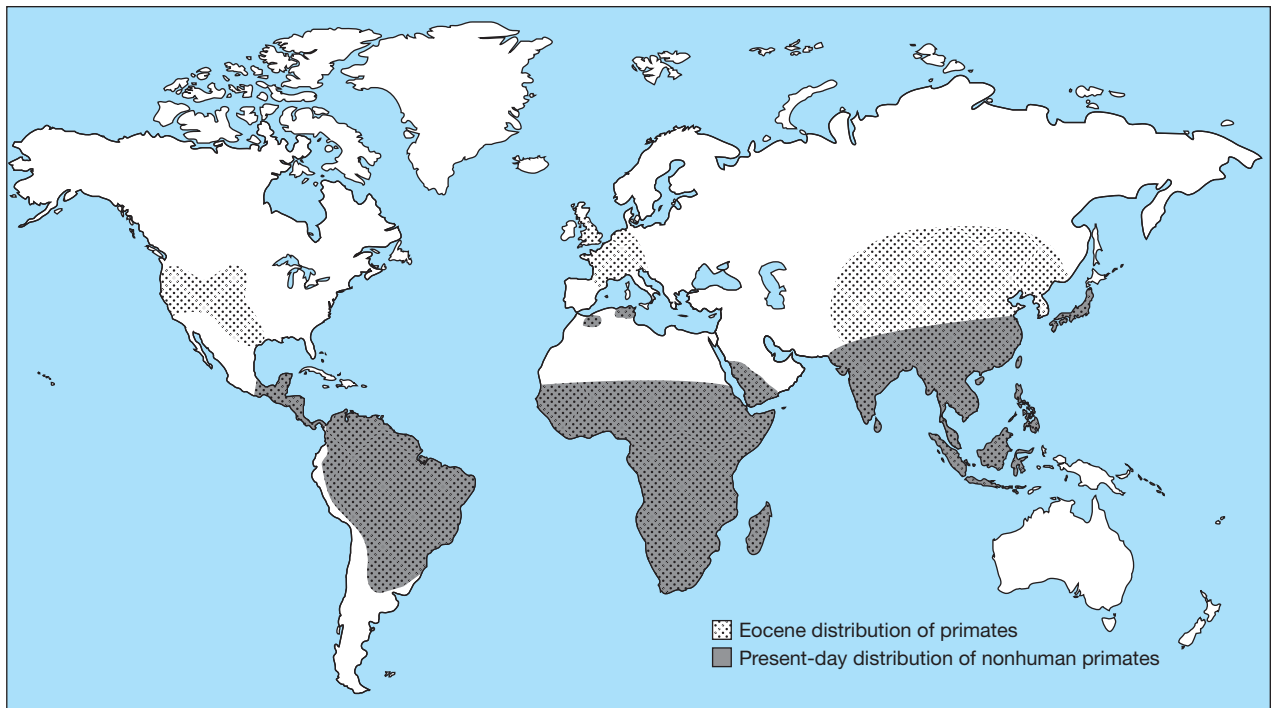 Eocene distribution of primates
Present-day distribution of nonhuman primates